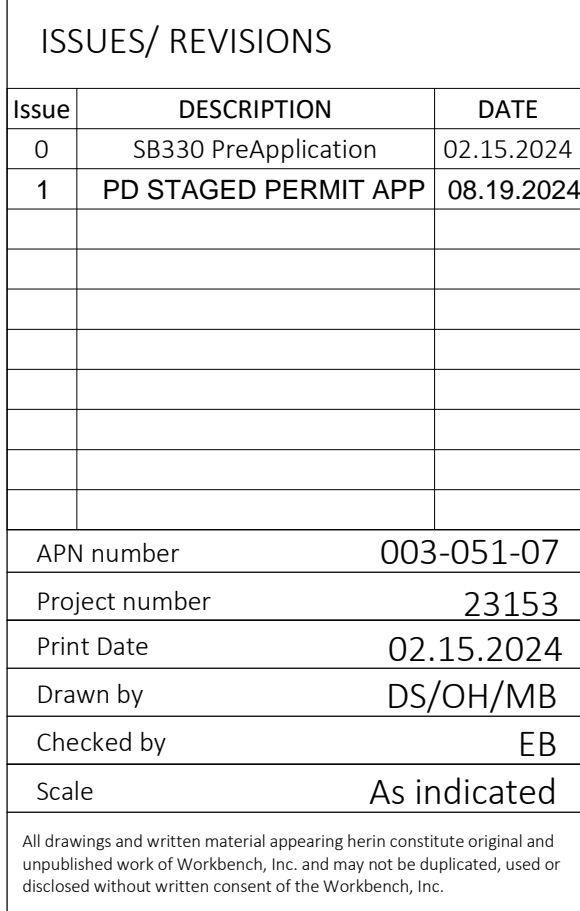 ISSUES/ REVISIONS
Issue DESCRIPTION DATE
0 SB330 PreApplication 02.15.2024
1 PD STAGED PERMIT APP 08.19.2024
APN number 003-051-07
Project number 23153
Print Date 02.15.2024
Drawn by DS/OH/MB
Checked by EB
Scale As indicated
All drawings and written material appearing herin constitute original and
unpublished work of Workbench, Inc. and may not be duplicated, used or
disclosed without written consent of the Workbench, Inc.